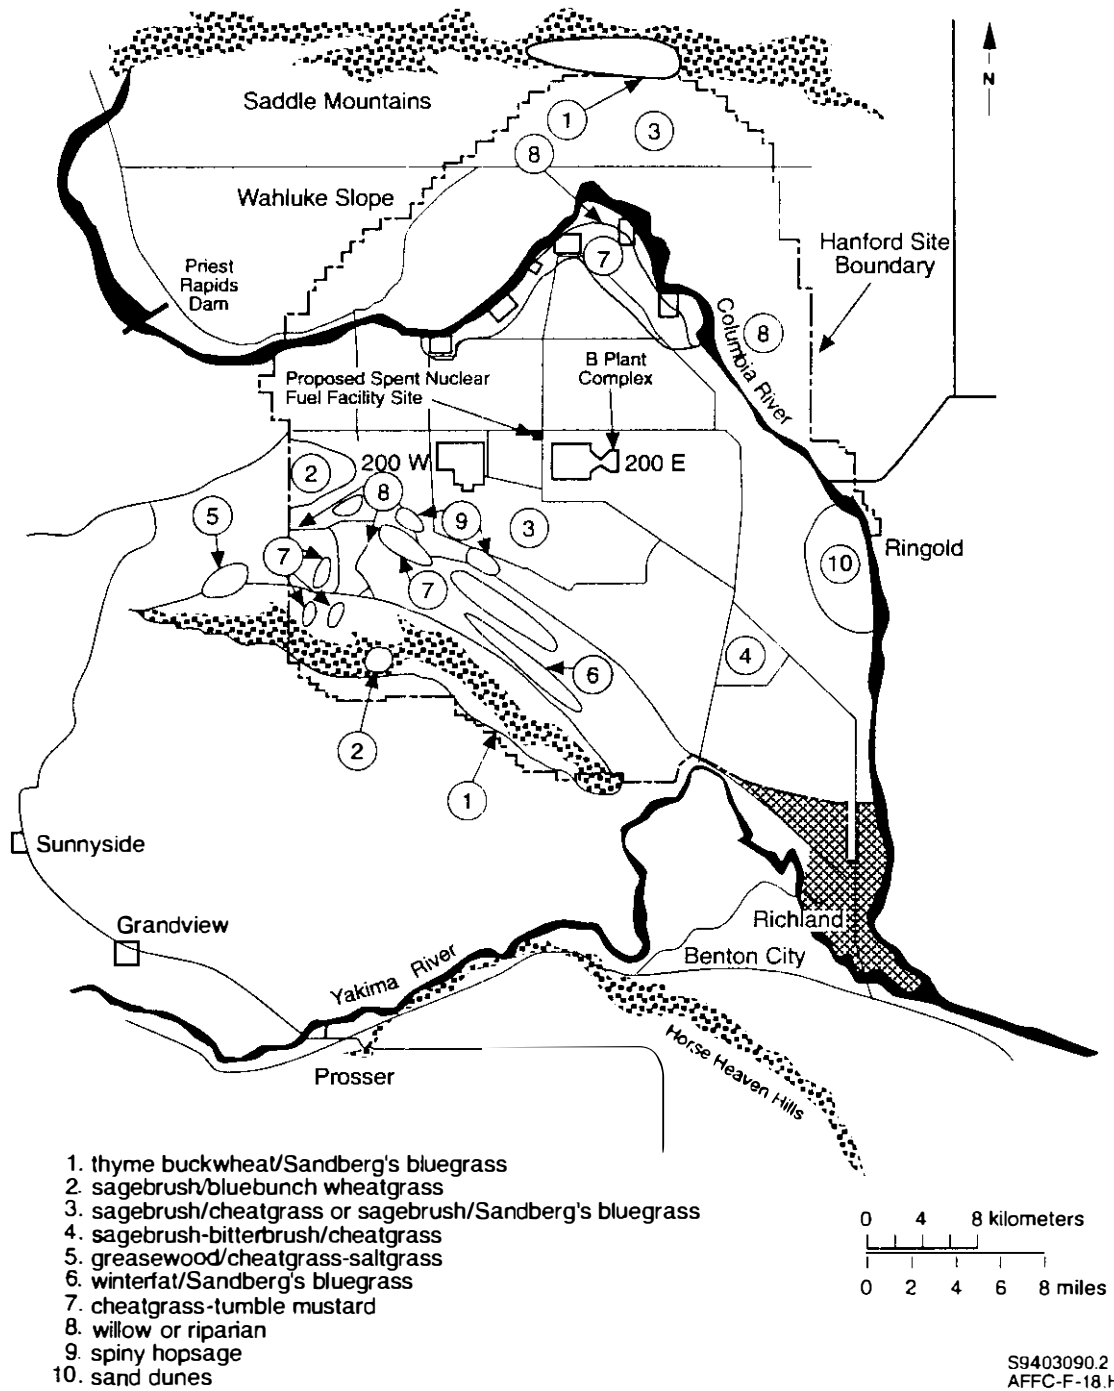 N
Saddle Mountains
1
3
8
Wahluke Slope
Hanford Site
Boundary
7
Priest
Rapids
Dam
Columbia River
8
B Plant
Complex
Proposed Spent Nuclear
Fuel Facility Site
2
200 W
200 E
8
5
9
3
7
7
10
Ringold
4
6
2
1
Sunnyside
Grandview
Richland
Benton City
Yakima River
Horse Heaven Hills
Prosser
1. thyme buckwheat/Sandberg's bluegrass
2. sagebrush/bluebunch wheatgrass
3. sagebrush/cheatgrass or sagebrush/Sandberg's bluegrass
4. sagebrush-bitterbrush/cheatgrass
5. greasewood/cheatgrass-saltgrass
6. winterfat/Sandberg's bluegrass
7. cheatgrass-tumble mustard
8. willow or riparian
9. spiny hopsage
10. sand dunes
0 4 8 kilometers
0 2 4 6 8 miles
S9403090.2
AFFC-F-18.H